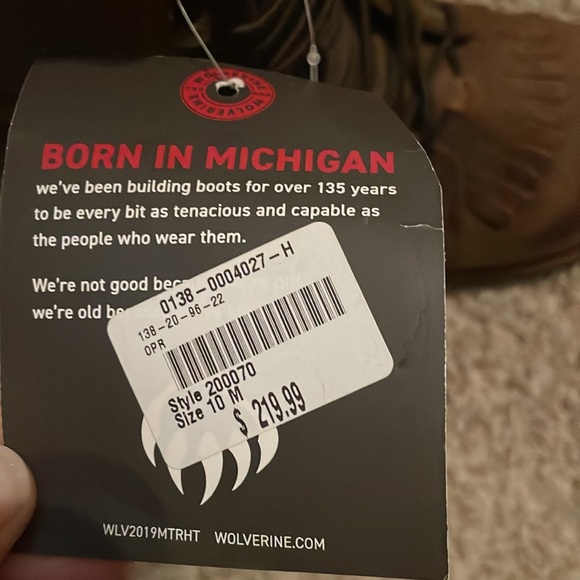 WOLVERINE
BORN IN MICHIGAN
we've been building boots for over 135 years
to be every bit as tenacious and capable as
the people who wear them.
We're not good
we're old
0138-0004027-H
138-20-96-22
OPR
Style 200070
Size 10 M
$ 219.99
WLV2019MTRHT WOLVERINE.COM